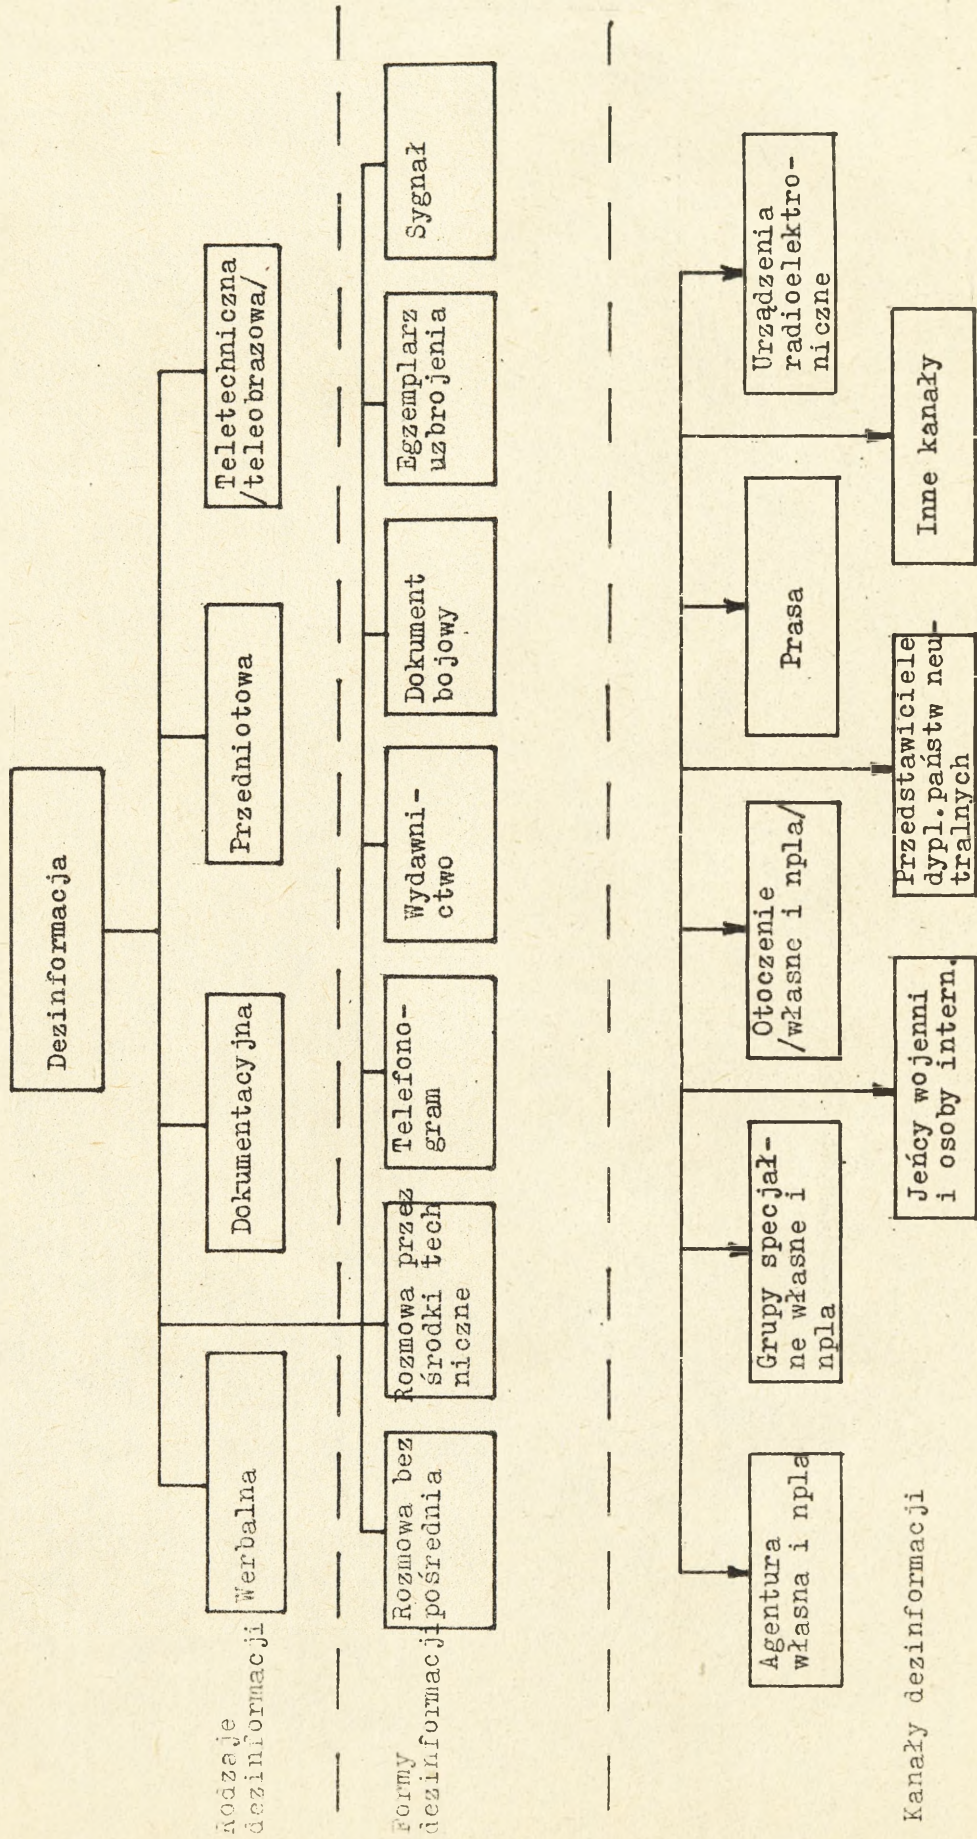 Dezinformacja
Rodzaje
dezinformacji
Werbalna
Dokumentacyjna
Przedniotowa
Teletechniczna
/teleobrazowa/
Formy
dezinformacji
Rozmowa bez
pośrednia
Rozmowa przez
środki tech
niczne
Telefono-
gram
Wydawni-
ctwo
Dokument
bojowy
Egzemplarz
uzbrojenia
Sygnał
Agentura
własna i npla
Grupy specjal-
ne własne i
npla
Otoczenie
/własne i npla/
Prasa
Urządzenia
radioelektro-
niczne
Kanały dezinformacji
Jeńcy wojenni
i osoby intern.
Przedstawiciele
dypl.państw neu-
tralnych
Inne kanały